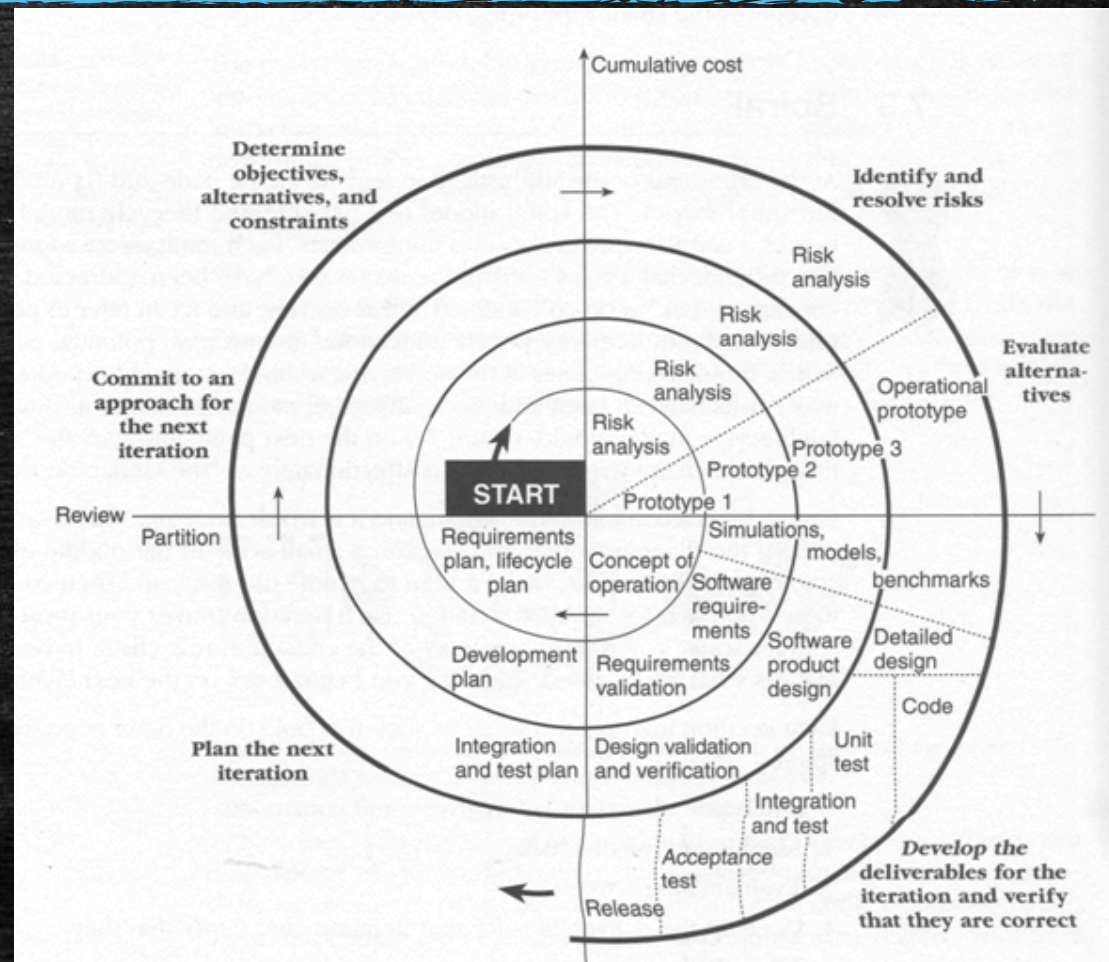 Cumulative cost
Determine
objectives,
alternatives, and
constraints
Identify and
resolve risks
Risk
analysis
Risk
analysis
Risk
analysis
Risk
analysis
Evaluate
alterna-
tives
Commit to an
approach for
the next
iteration
Operational
prototype
Prototype 3
Prototype 2
Prototype 1
START
Review
Partition
Requirements
plan, lifecycle
plan
Concept of
operation
Simulations,
models,
benchmarks
Software
require-
ments
Software
product
design
Detailed
design
Development
plan
Requirements
validation
Code
Plan the next
iteration
Integration
and test plan
Design validation
and verification
Unit
test
Integration
and test
Acceptance
test
Release
Develop the
deliverables for the
iteration and verify
that they are correct